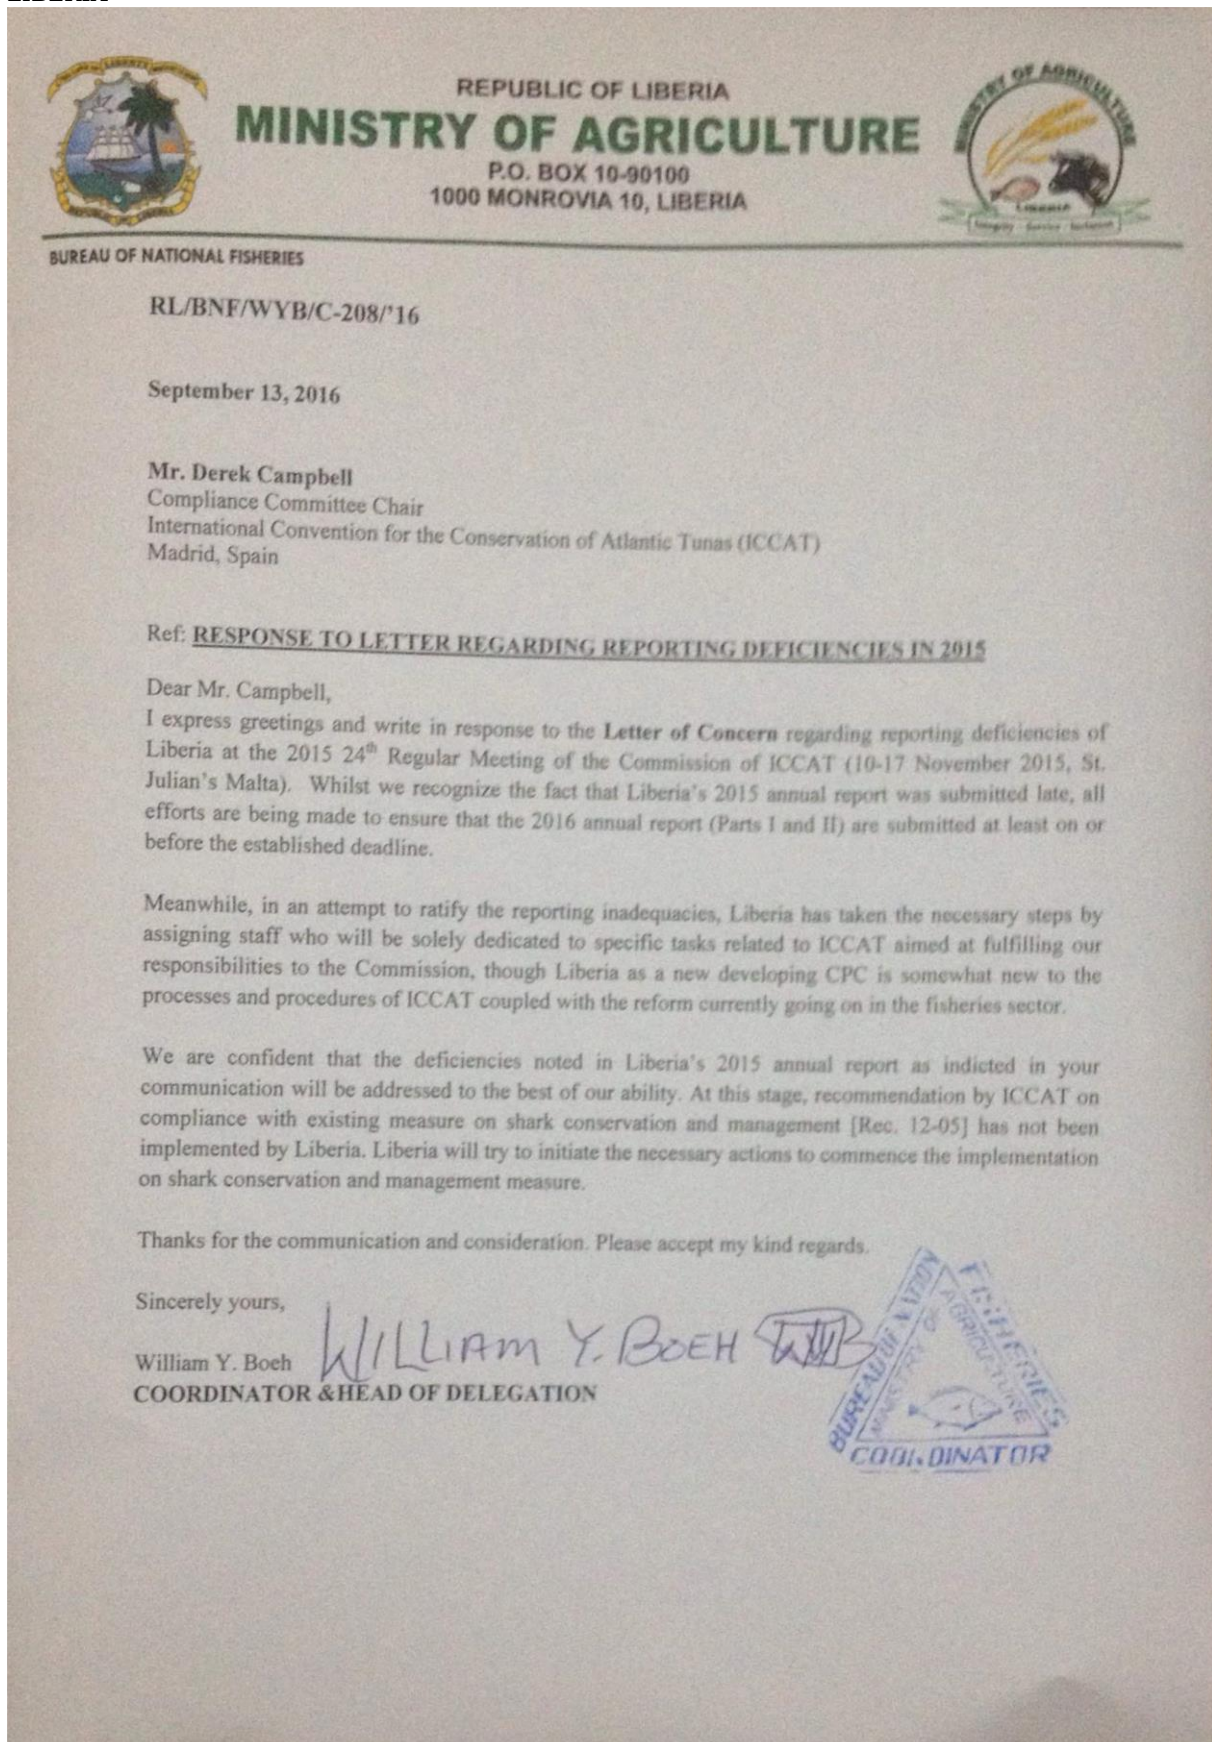 REPUBLIC OF LIBERIA
MINISTRY OF AGRICULTURE
P.O. BOX 10-90100
1000 MONROVIA 10, LIBERIA
MINISTRY OF AGRICULTURE
LIBERIA
BUREAU OF NATIONAL FISHERIES
RL/BNF/WYB/C-208/'16
September 13, 2016
Mr. Derek Campbell
Compliance Committee Chair
International Convention for the Conservation of Atlantic Tunas (ICCAT)
Madrid, Spain
Ref: RESPONSE TO LETTER REGARDING REPORTING DEFICIENCIES IN 2015
Dear Mr. Campbell,
I express greetings and write in response to the Letter of Concern regarding reporting deficiencies of
Liberia at the 2015 24th Regular Meeting of the Commission of ICCAT (10-17 November 2015, St.
Julian's Malta). Whilst we recognize the fact that Liberia's 2015 annual report was submitted late, all
efforts are being made to ensure that the 2016 annual report (Parts I and II) are submitted at least on or
before the established deadline.
Meanwhile, in an attempt to ratify the reporting inadequacies, Liberia has taken the necessary steps by
assigning staff who will be solely dedicated to specific tasks related to ICCAT aimed at fulfilling our
responsibilities to the Commission, though Liberia as a new developing CPC is somewhat new to the
processes and procedures of ICCAT coupled with the reform currently going on in the fisheries sector.
We are confident that the deficiencies noted in Liberia's 2015 annual report as indicted in your
communication will be addressed to the best of our ability. At this stage, recommendation by ICCAT on
compliance with existing measure on shark conservation and management [Rec. 12-05] has not been
implemented by Liberia. Liberia will try to initiate the necessary actions to commence the implementation
on shark conservation and management measure.
Thanks for the communication and consideration. Please accept my kind regards.
Sincerely yours,
WILLIAM Y. BOEH WYB
William Y. Boeh
COORDINATOR &HEAD OF DELEGATION
BUREAU OF NATION
FISHERIES
MINISTRY OF
AGRICULTURE
COORDINATOR